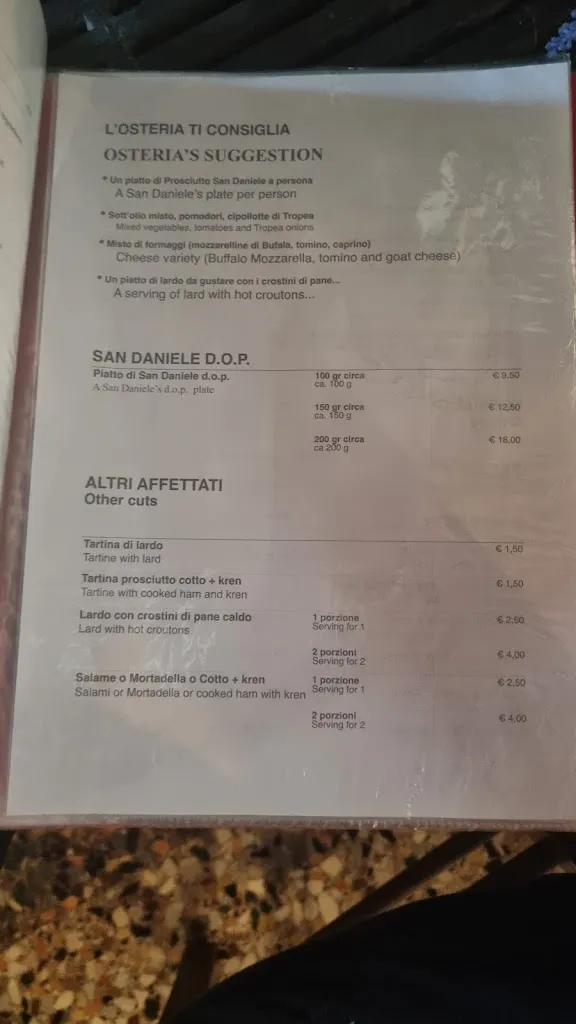 L'OSTERIA TI CONSIGLIA
OSTERIA'S SUGGESTION
* Un piatto di Prosciutto San Daniele a persona
A San Daniele's plate per person
* Sott'olio misto, pomodori, cipollotte di Tropea
Mixed vegetables, tomatoes and Tropea onions
* Misto di formaggi (mozzarelline di Bufala, tomino, caprino)
Cheese variety (Buffalo Mozzarella, tomino and goat cheese)
* Un piatto di lardo da gustare con i crostini di pane...
A serving of lard with hot croutons...
SAN DANIELE D.O.P.
Piatto di San Daniele d.o.p. 100 gr circa € 9,50
A San Daniele's d.o.p. plate ca. 100 g
150 gr circa € 12,50
ca. 150 g
200 gr circa € 16,00
ca 200 g
ALTRI AFFETTATI
Other cuts
Tartina di lardo € 1,50
Tartine with lard
Tartina prosciutto cotto + kren € 1,50
Tartine with cooked ham and kren
Lardo con crostini di pane caldo 1 porzione € 2,50
Lard with hot croutons Serving for 1
2 porzioni € 4,00
Serving for 2
Salame o Mortadella o Cotto + kren 1 porzione € 2,50
Salami or Mortadella or cooked ham with kren Serving for 1
2 porzioni € 4,00
Serving for 2